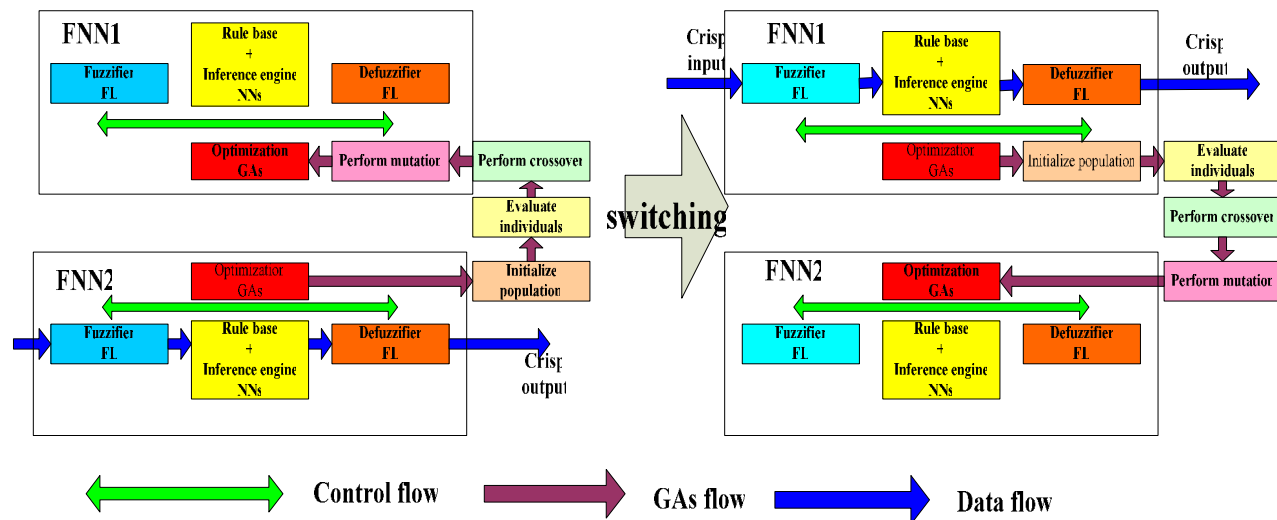 FNN1
Rule base
+
Inference engine
NNs
Fuzzifier
FL
Defuzzifier
FL
Optimization
GAs
Perform mutation
Perform crossover
Evaluate
individuals
Initialize
population
FNN2
Optimization
GAs
Fuzzifier
FL
Rule base
+
Inference engine
NNs
Defuzzifier
FL
Crisp
output
switching
Crisp
input
FNN1
Fuzzifier
FL
Rule base
+
Inference engine
NNs
Defuzzifier
FL
Crisp
output
Optimization
GAs
Initialize population
Evaluate
individuals
Perform crossover
Perform mutation
FNN2
Optimization
GAs
Fuzzifier
FL
Rule base
+
Inference engine
NNs
Defuzzifier
FL
Control flow
GAs flow
Data flow